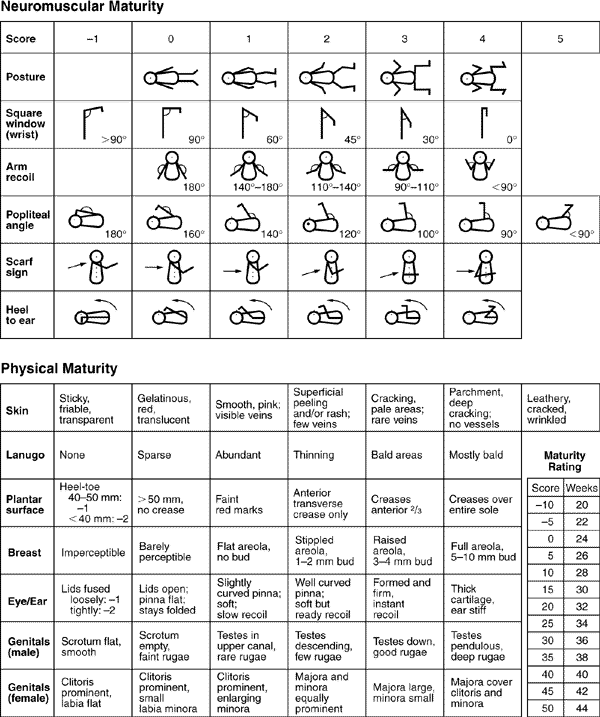 Neuromuscular Maturity
Score −1 0 1 2 3 4 5
Posture
Square
window
(wrist)
>90° 90° 60° 45° 30° 0°
Arm
recoil
180° 140°–180° 110°–140° 90°–110° <90°
Popliteal
angle
180° 160° 140° 120° 100° 90° <90°
Scarf
sign
Heel
to ear
Physical Maturity
Skin
Sticky,
friable,
transparent
Gelatinous,
red,
translucent
Smooth, pink;
visible veins
Superficial
peeling
and/or rash;
few veins
Cracking,
pale areas;
rare veins
Parchment,
deep
cracking;
no vessels
Leathery,
cracked,
wrinkled
Lanugo
None
Sparse
Abundant
Thinning
Bald areas
Mostly bald
Plantar
surface
Heel-toe
40–50 mm:
−1
<40 mm: −2
>50 mm,
no crease
Faint
red marks
Anterior
transverse
crease only
Creases
anterior 2/3
Creases over
entire sole
Breast
Imperceptible
Barely
perceptible
Flat areola,
no bud
Stippled
areola,
1–2 mm bud
Raised
areola,
3–4 mm bud
Full areola,
5–10 mm bud
Eye/Ear
Lids fused
loosely: −1
tightly: −2
Lids open;
pinna flat;
stays folded
Slightly
curved pinna;
soft;
slow recoil
Well curved
pinna;
soft but
ready recoil
Formed and
firm,
instant
recoil
Thick
cartilage,
ear stiff
Genitals
(male)
Scrotum flat,
smooth
Scrotum
empty,
faint rugae
Testes in
upper canal,
rare rugae
Testes
descending,
few rugae
Testes down,
good rugae
Testes
pendulous,
deep rugae
Genitals
(female)
Clitoris
prominent,
labia flat
Clitoris
prominent,
small
labia minora
Clitoris
prominent,
enlarging
minora
Majora and
minora
equally
prominent
Majora large,
minora small
Majora cover
clitoris and
minora
Maturity
Rating
Score Weeks
−10 20
−5 22
0 24
5 26
10 28
15 30
20 32
25 34
30 36
35 38
40 40
45 42
50 44